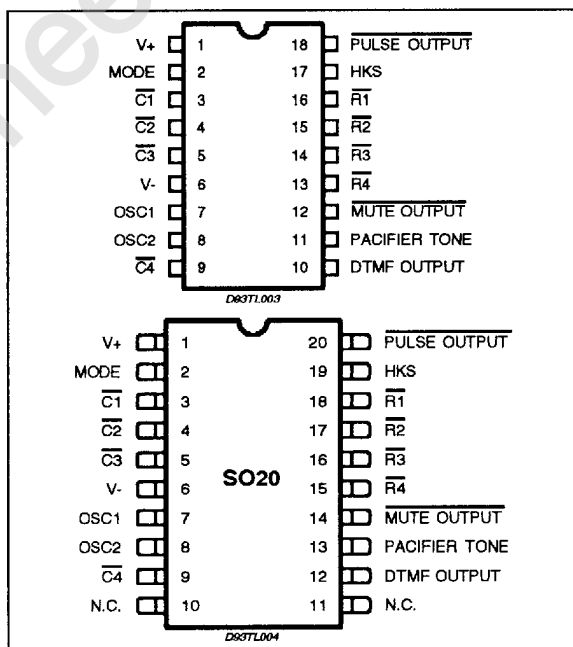 V+ 1 18 PULSE OUTPUT
MODE 2 17 HKS
C1 3 16 R1
C2 4 15 R2
C3 5 14 R3
V- 6 13 R4
OSC1 7 12 MUTE OUTPUT
OSC2 8 11 PACIFIER TONE
C4 9 10 DTMF OUTPUT
D93TL003
V+ 1 20 PULSE OUTPUT
MODE 2 19 HKS
C1 3 18 R1
C2 4 17 R2
C3 5 16 R3
SO20
V- 6 15 R4
OSC1 7 14 MUTE OUTPUT
OSC2 8 13 PACIFIER TONE
C4 9 12 DTMF OUTPUT
N.C. 10 11 N.C.
D93TL004